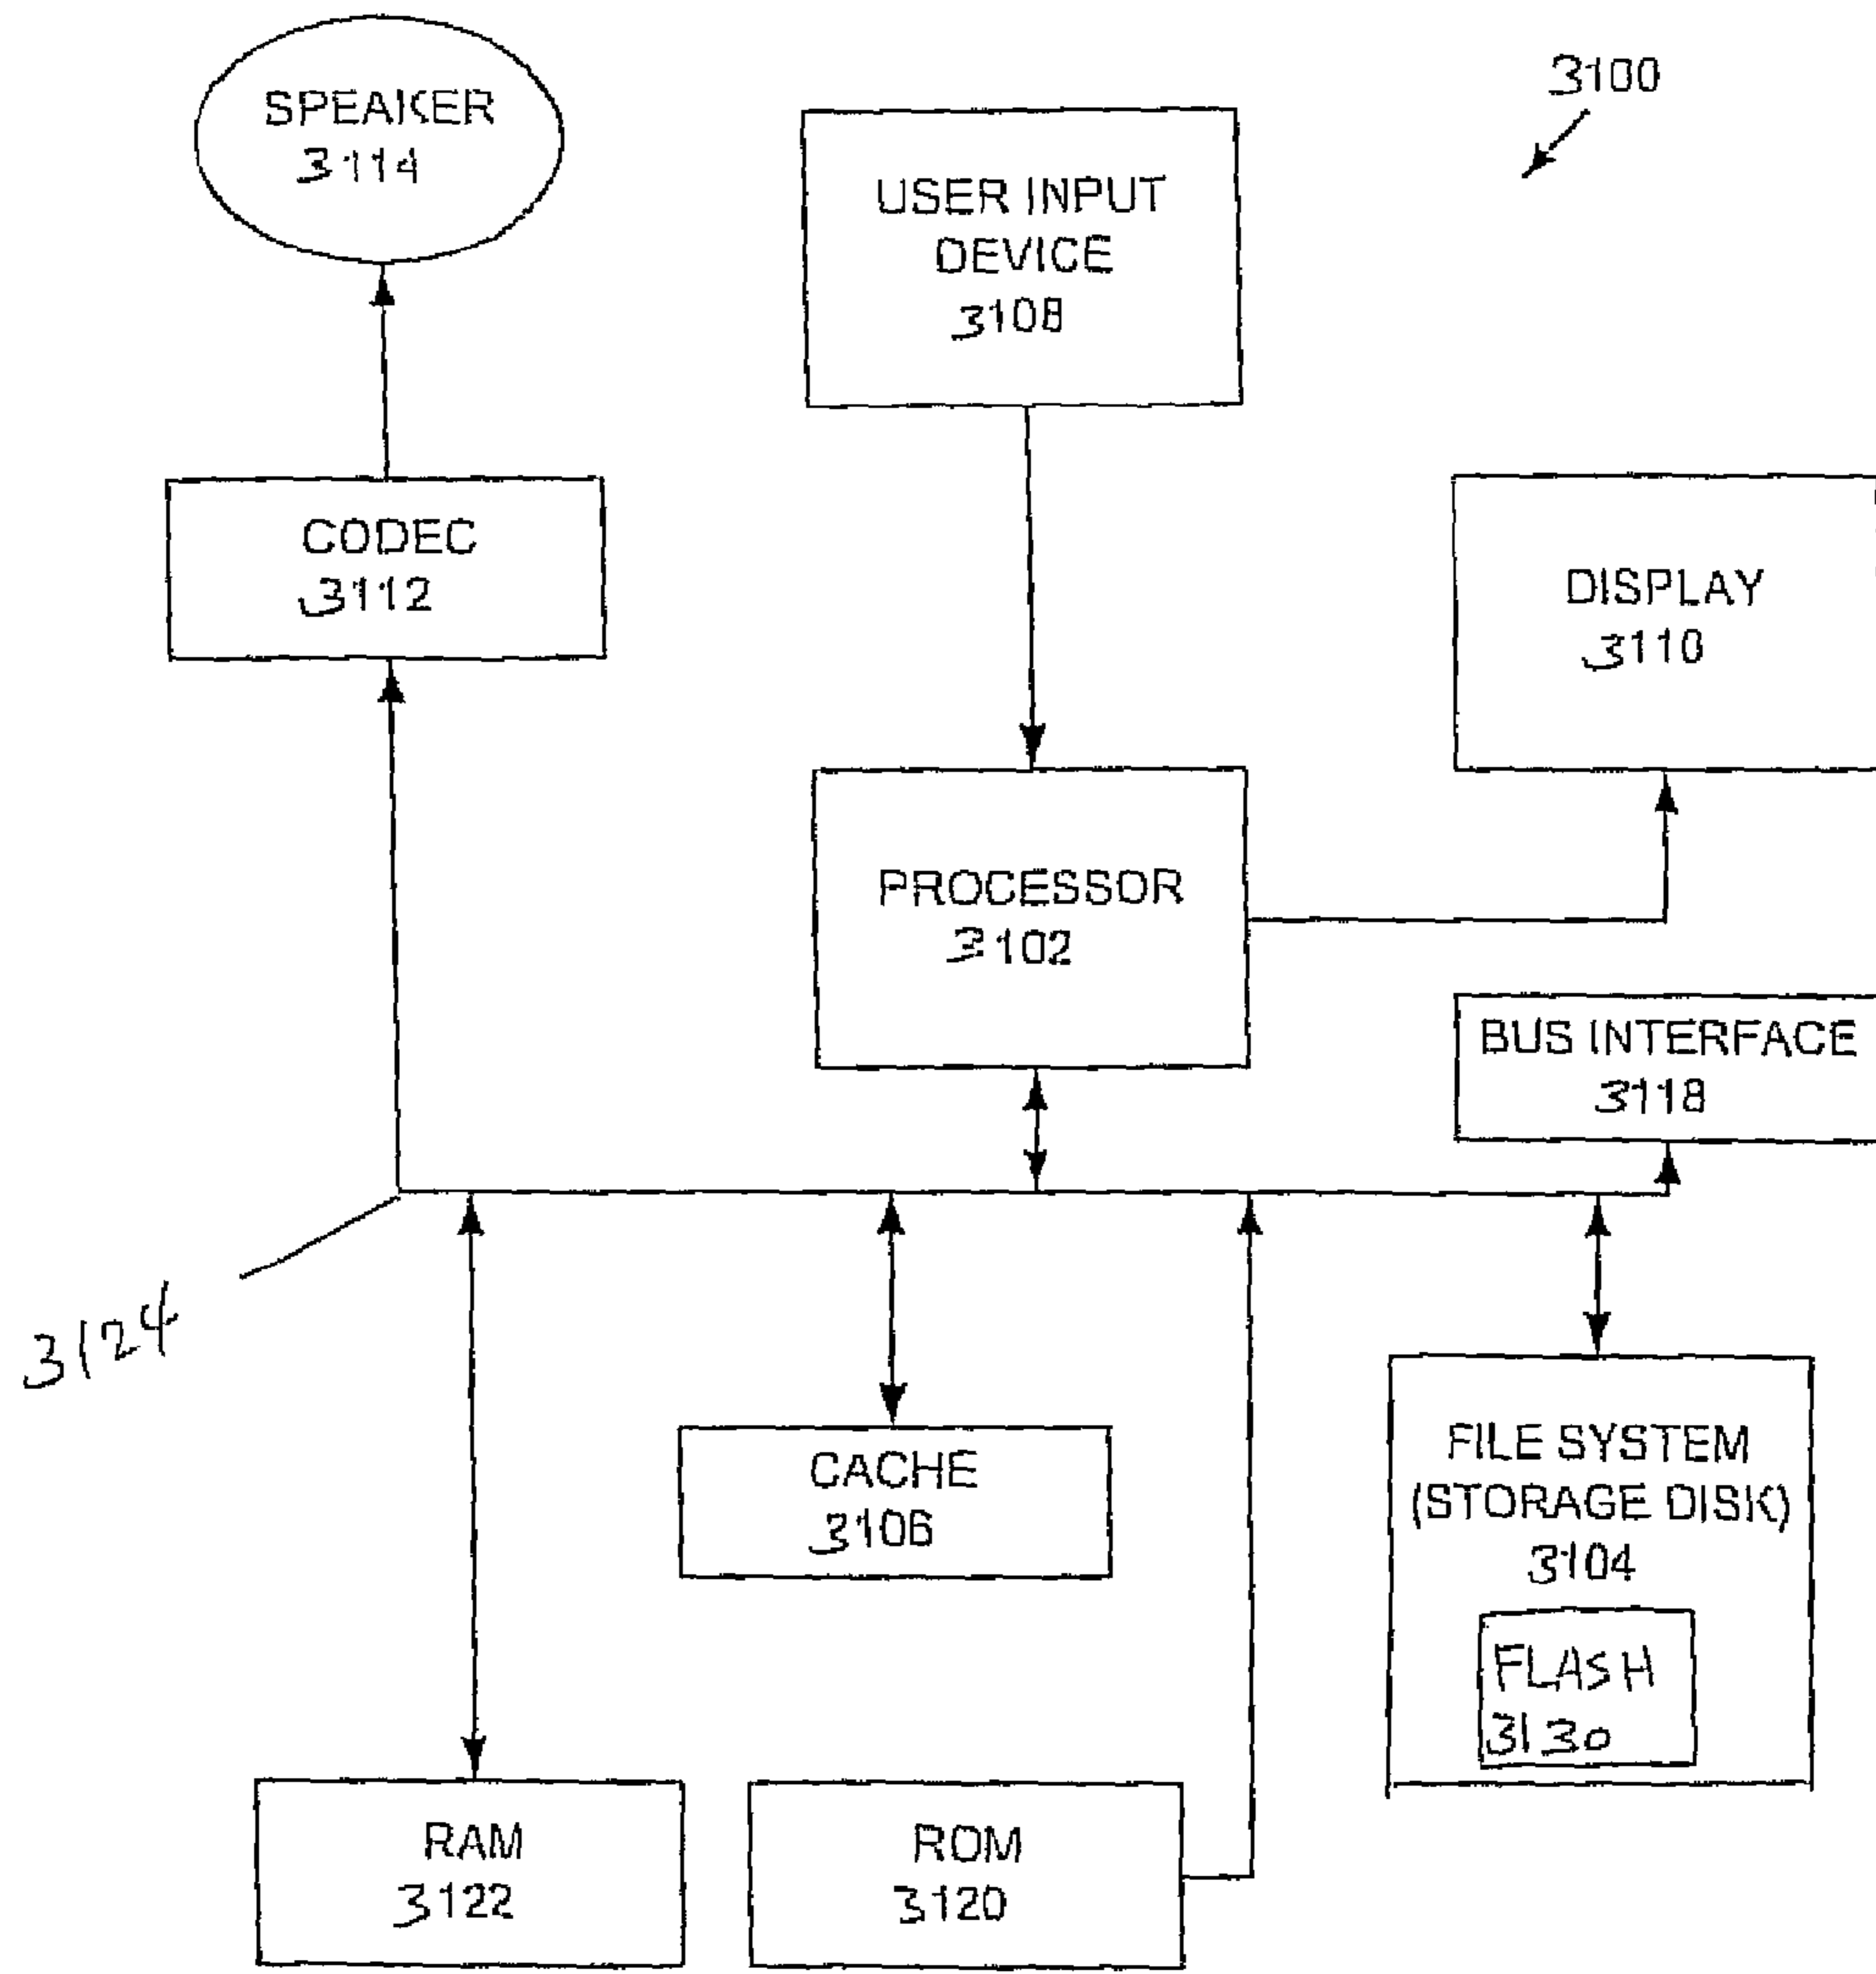 3100
SPEAKER
3114
USER INPUT
DEVICE
3108
CODEC
3112
DISPLAY
3110
PROCESSOR
3102
BUS INTERFACE
3118
3124
CACHE
3106
FILE SYSTEM
(STORAGE DISK)
3104
FLASH
3130
RAM
3122
ROM
3120